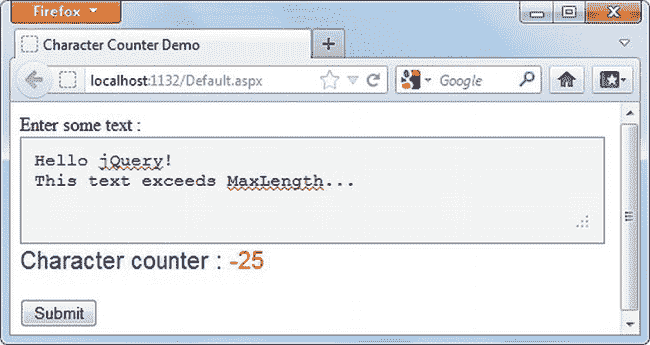 Firefox
Character Counter Demo
localhost:1132/Default.aspx
Google
Enter some text :
Hello jQuery!
This text exceeds MaxLength...
Character counter : -25
Submit